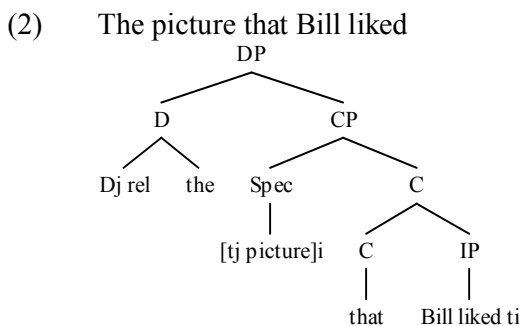 (2) The picture that Bill liked
DP
D CP
Dj rel the Spec C
[tj picture]i C IP
that Bill liked ti